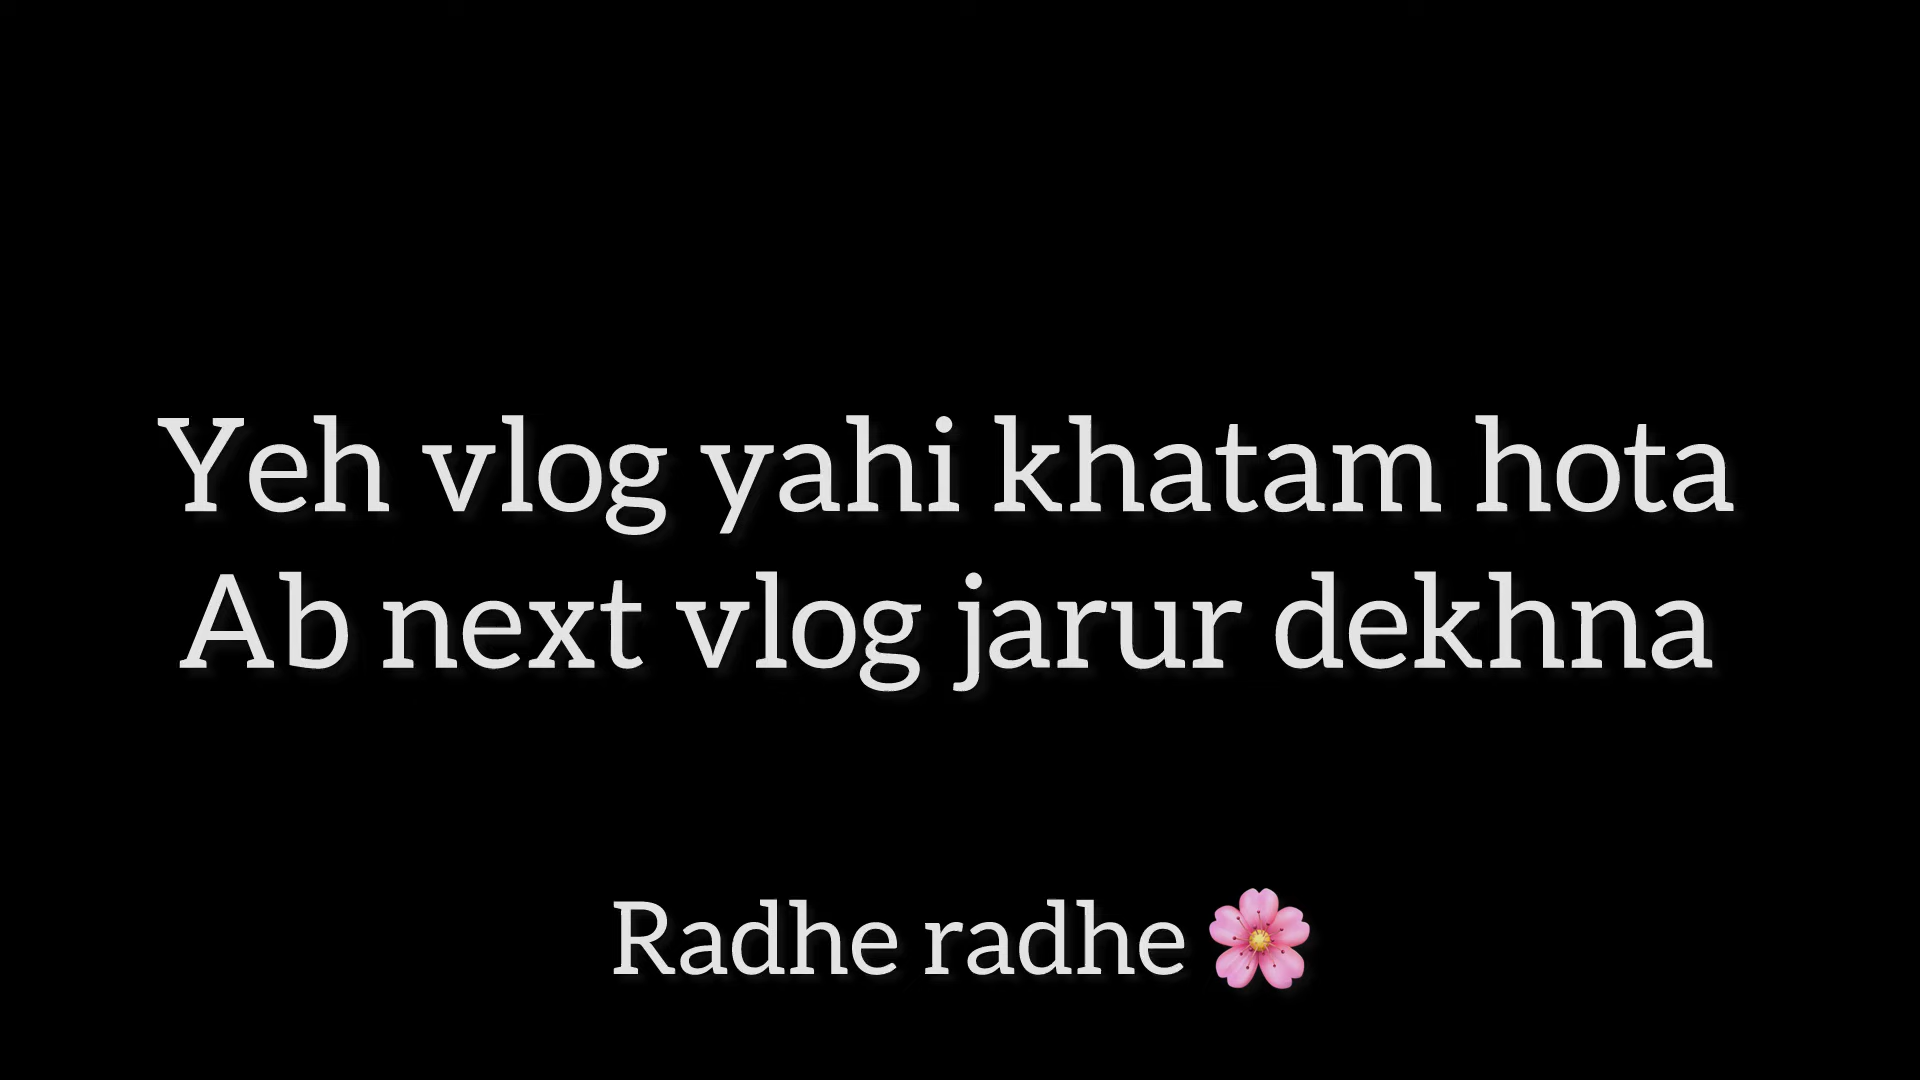 Yeh vlog yahi khatam hota
Ab next vlog jarur dekhna
Radhe radhe 🌸